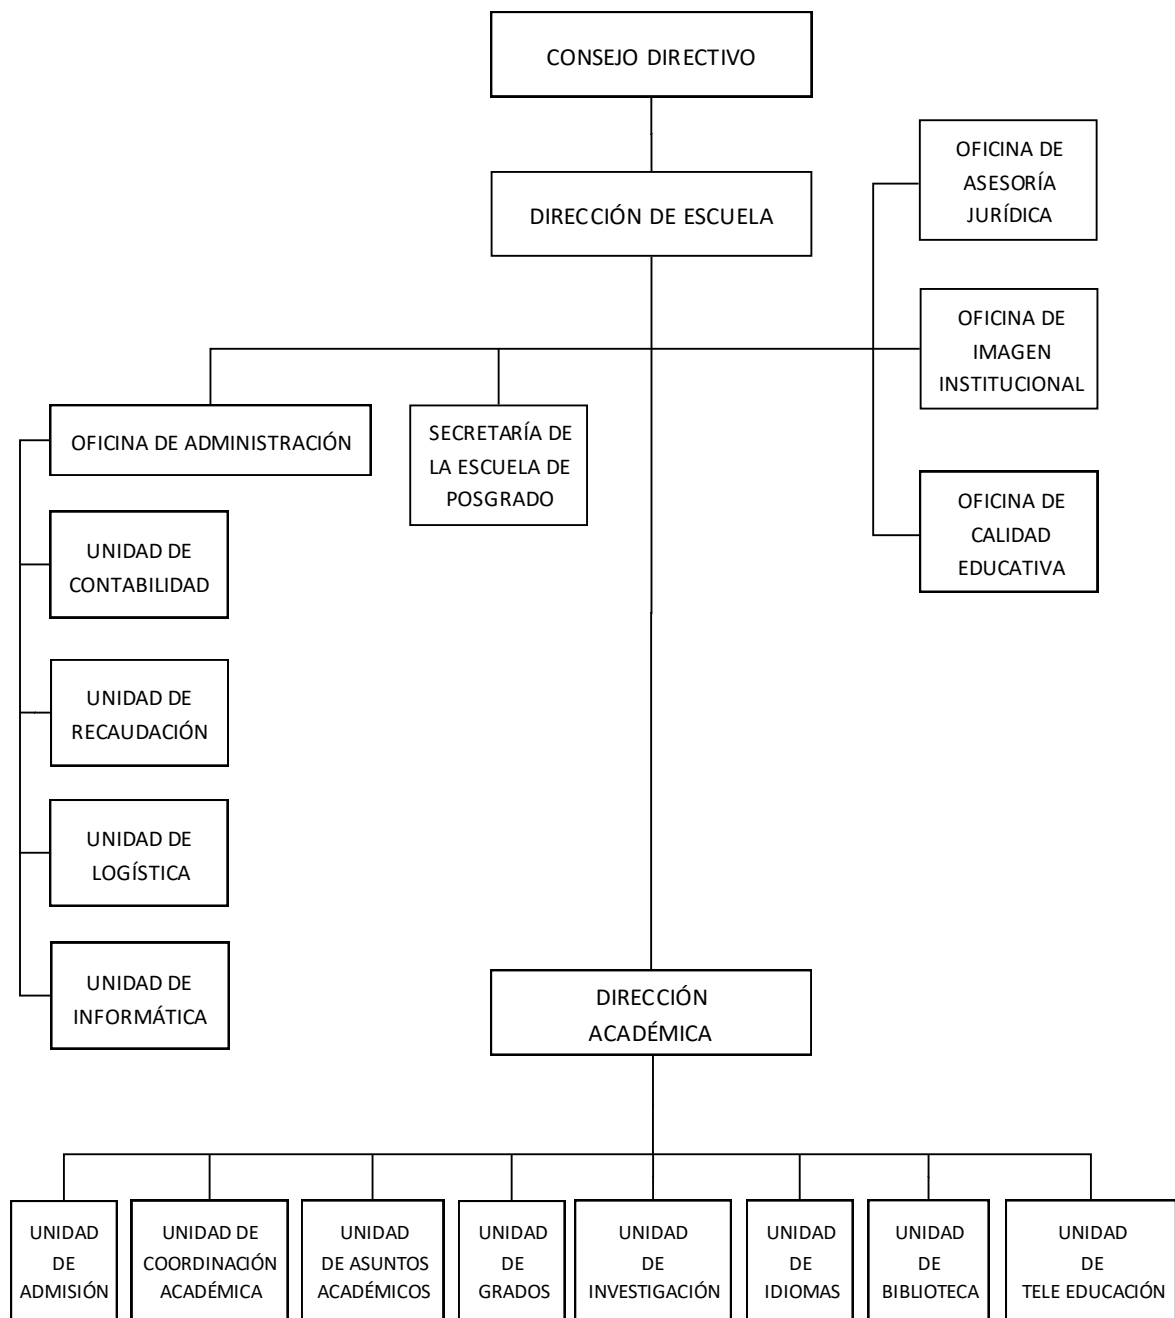 CONSEJO DIRECTIVO
DIRECCIÓN DE ESCUELA
OFICINA DE
ASESORÍA
JURÍDICA
OFICINA DE
IMAGEN
INSTITUCIONAL
OFICINA DE
CALIDAD
EDUCATIVA
OFICINA DE ADMINISTRACIÓN
SECRETARÍA DE
LA ESCUELA DE
POSGRADO
UNIDAD DE
CONTABILIDAD
UNIDAD DE
RECAUDACIÓN
UNIDAD DE
LOGÍSTICA
UNIDAD DE
INFORMÁTICA
DIRECCIÓN
ACADÉMICA
UNIDAD
DE
ADMISIÓN
UNIDAD DE
COORDINACIÓN
ACADÉMICA
UNIDAD
DE ASUNTOS
ACADÉMICOS
UNIDAD
DE
GRADOS
UNIDAD
DE
INVESTIGACIÓN
UNIDAD
DE
IDIOMAS
UNIDAD
DE
BIBLIOTECA
UNIDAD
DE
TELE EDUCACIÓN